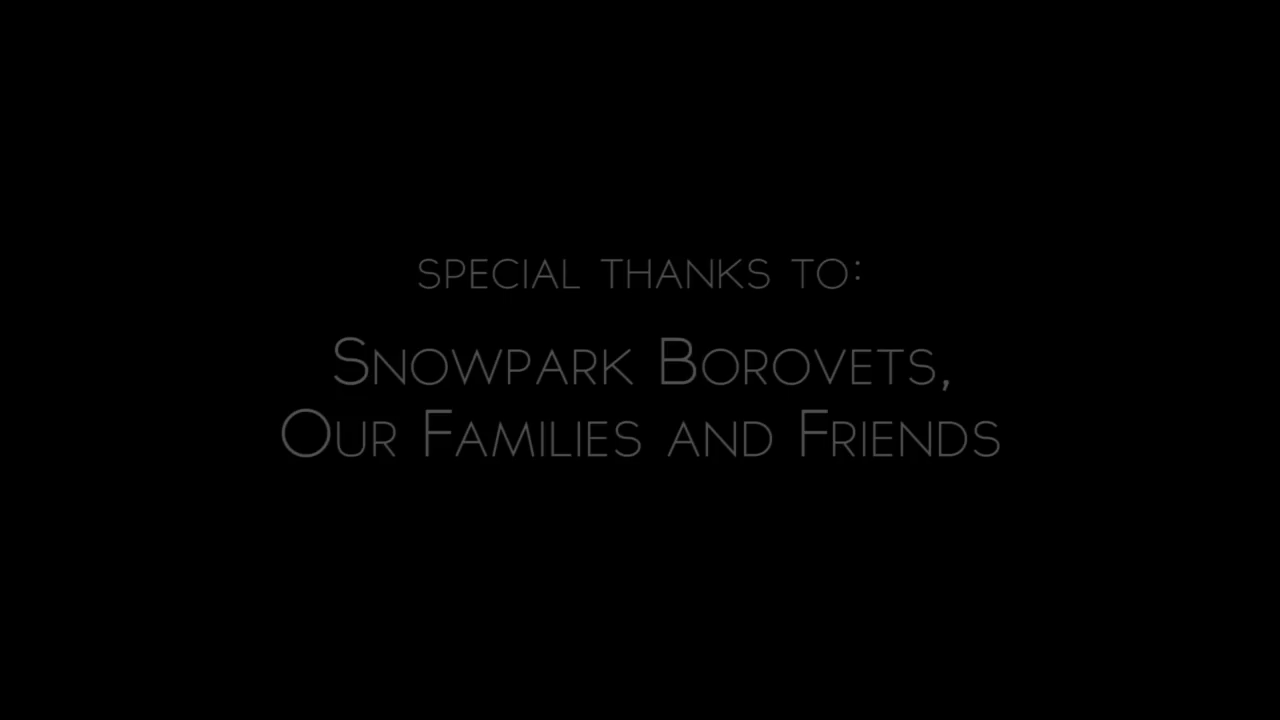 SPECIAL THANKS TO:
SNOWPARK BOROVETS,
OUR FAMILIES AND FRIENDS